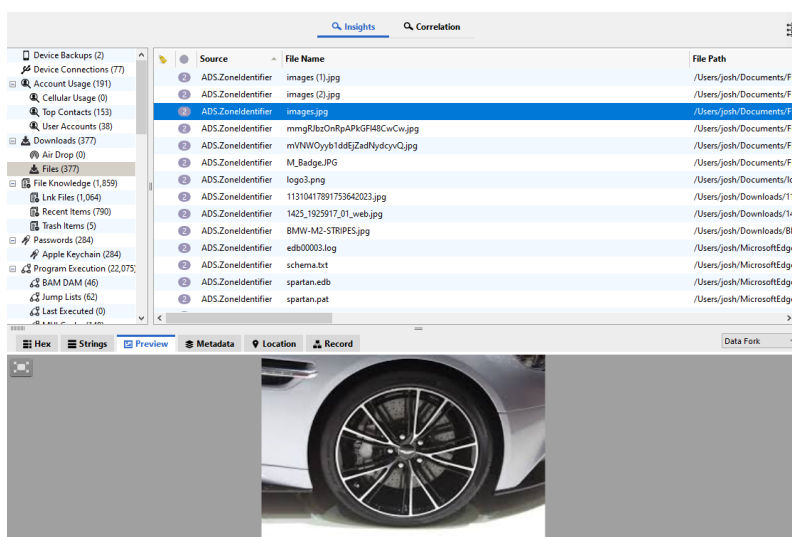 Insights Correlation
Device Backups (2)
Device Connections (77)
Account Usage (191)
Cellular Usage (0)
Top Contacts (153)
User Accounts (38)
Downloads (377)
Air Drop (0)
Files (377)
File Knowledge (1,859)
Lnk Files (1,064)
Recent Items (790)
Trash Items (5)
Passwords (284)
Apple Keychain (284)
Program Execution (22,075)
BAM DAM (46)
Jump Lists (62)
Last Executed (0)
Source File Name File Path
2 ADS.ZoneIdentifier images (1).jpg /Users/josh/Documents/F
2 ADS.ZoneIdentifier images (2).jpg /Users/josh/Documents/F
2 ADS.ZoneIdentifier images.jpg /Users/josh/Documents/F
2 ADS.ZoneIdentifier mmgRJbzOnRpAPkGFI48CwCw.jpg /Users/josh/Documents/F
2 ADS.ZoneIdentifier mVNWOyyb1ddEjZadNydcyvQ.jpg /Users/josh/Documents/F
2 ADS.ZoneIdentifier M_Badge.JPG /Users/josh/Documents/F
2 ADS.ZoneIdentifier logo3.png /Users/josh/Documents/lo
2 ADS.ZoneIdentifier 11310417891753642023.jpg /Users/josh/Downloads/11
2 ADS.ZoneIdentifier 1425_1925917_01_web.jpg /Users/josh/Downloads/14
2 ADS.ZoneIdentifier BMW-M2-STRIPES.jpg /Users/josh/Downloads/BM
2 ADS.ZoneIdentifier edb00003.log /Users/josh/MicrosoftEdge
2 ADS.ZoneIdentifier schema.txt /Users/josh/MicrosoftEdge
2 ADS.ZoneIdentifier spartan.edb /Users/josh/MicrosoftEdge
2 ADS.ZoneIdentifier spartan.pat /Users/josh/MicrosoftEdge
Hex Strings Preview Metadata Location Record Data Fork